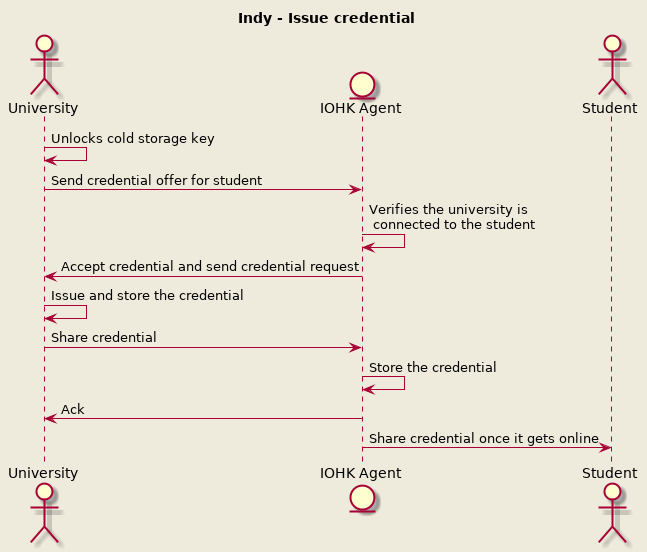 Indy - Issue credential
University
IOHK Agent
Student
Unlocks cold storage key
Send credential offer for student
Verifies the university is
connected to the student
Accept credential and send credential request
Issue and store the credential
Share credential
Store the credential
Ack
Share credential once it gets online
University
IOHK Agent
Student